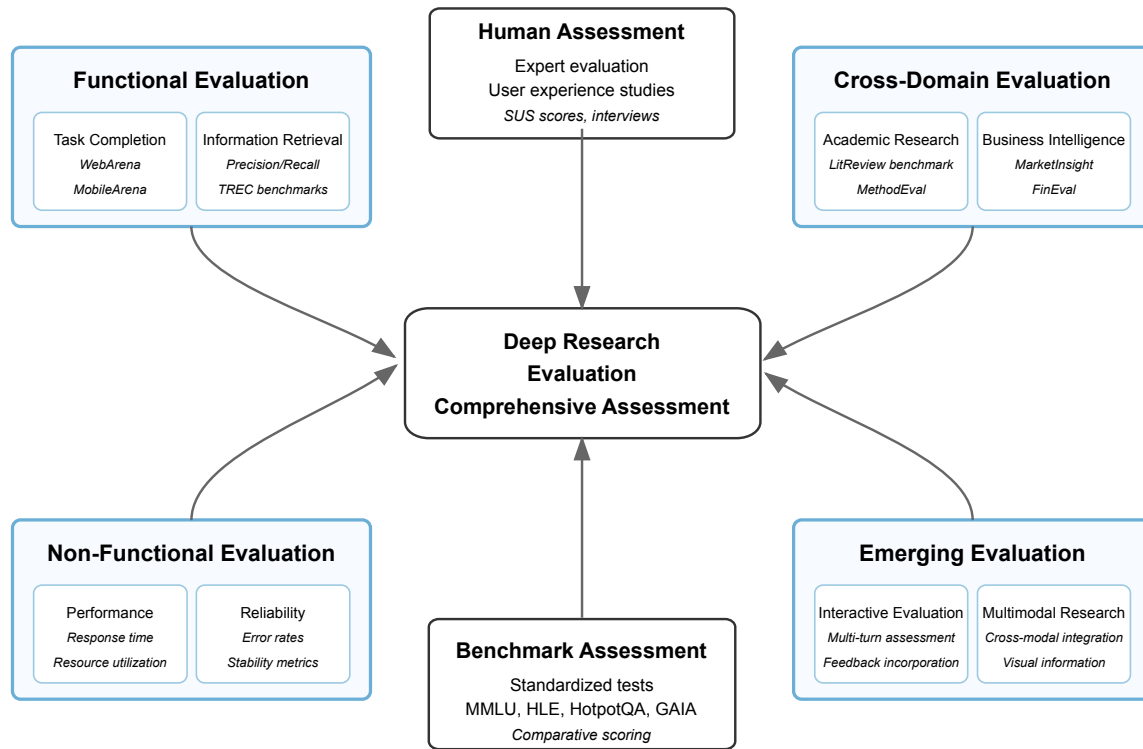 Human Assessment
Expert evaluation
User experience studies
SUS scores, interviews
Functional Evaluation
Task Completion
WebArena
MobileArena
Information Retrieval
Precision/Recall
TREC benchmarks
Cross-Domain Evaluation
Academic Research
LitReview benchmark
MethodEval
Business Intelligence
MarketInsight
FinEval
Deep Research
Evaluation
Comprehensive Assessment
Non-Functional Evaluation
Performance
Response time
Resource utilization
Reliability
Error rates
Stability metrics
Benchmark Assessment
Standardized tests
MMLU, HLE, HotpotQA, GAIA
Comparative scoring
Emerging Evaluation
Interactive Evaluation
Multi-turn assessment
Feedback incorporation
Multimodal Research
Cross-modal integration
Visual information